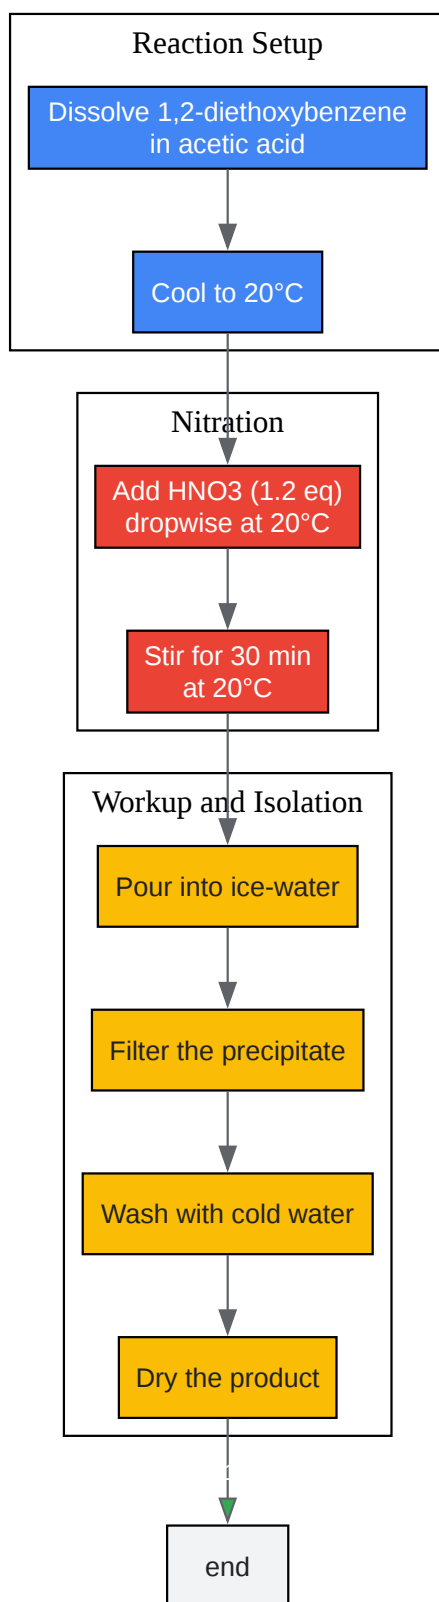 Reaction Setup
Dissolve 1,2-diethoxybenzene
in acetic acid
Cool to 20°C
Nitration
Add HNO3 (1.2 eq)
dropwise at 20°C
Stir for 30 min
at 20°C
Workup and Isolation
Pour into ice-water
Filter the precipitate
Wash with cold water
Dry the product
end